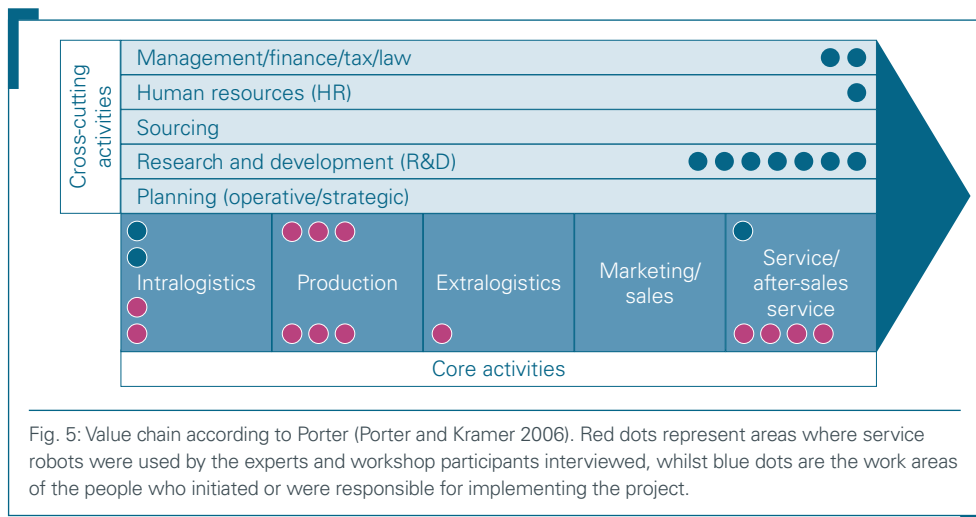 Cross-cutting
activities
Management/finance/tax/law
Human resources (HR)
Sourcing
Research and development (R&D)
Planning (operative/strategic)
Intralogistics
Production
Extralogistics
Marketing/
sales
Service/
after-sales
service
Core activities
Fig. 5: Value chain according to Porter (Porter and Kramer 2006). Red dots represent areas where service
robots were used by the experts and workshop participants interviewed, whilst blue dots are the work areas
of the people who initiated or were responsible for implementing the project.